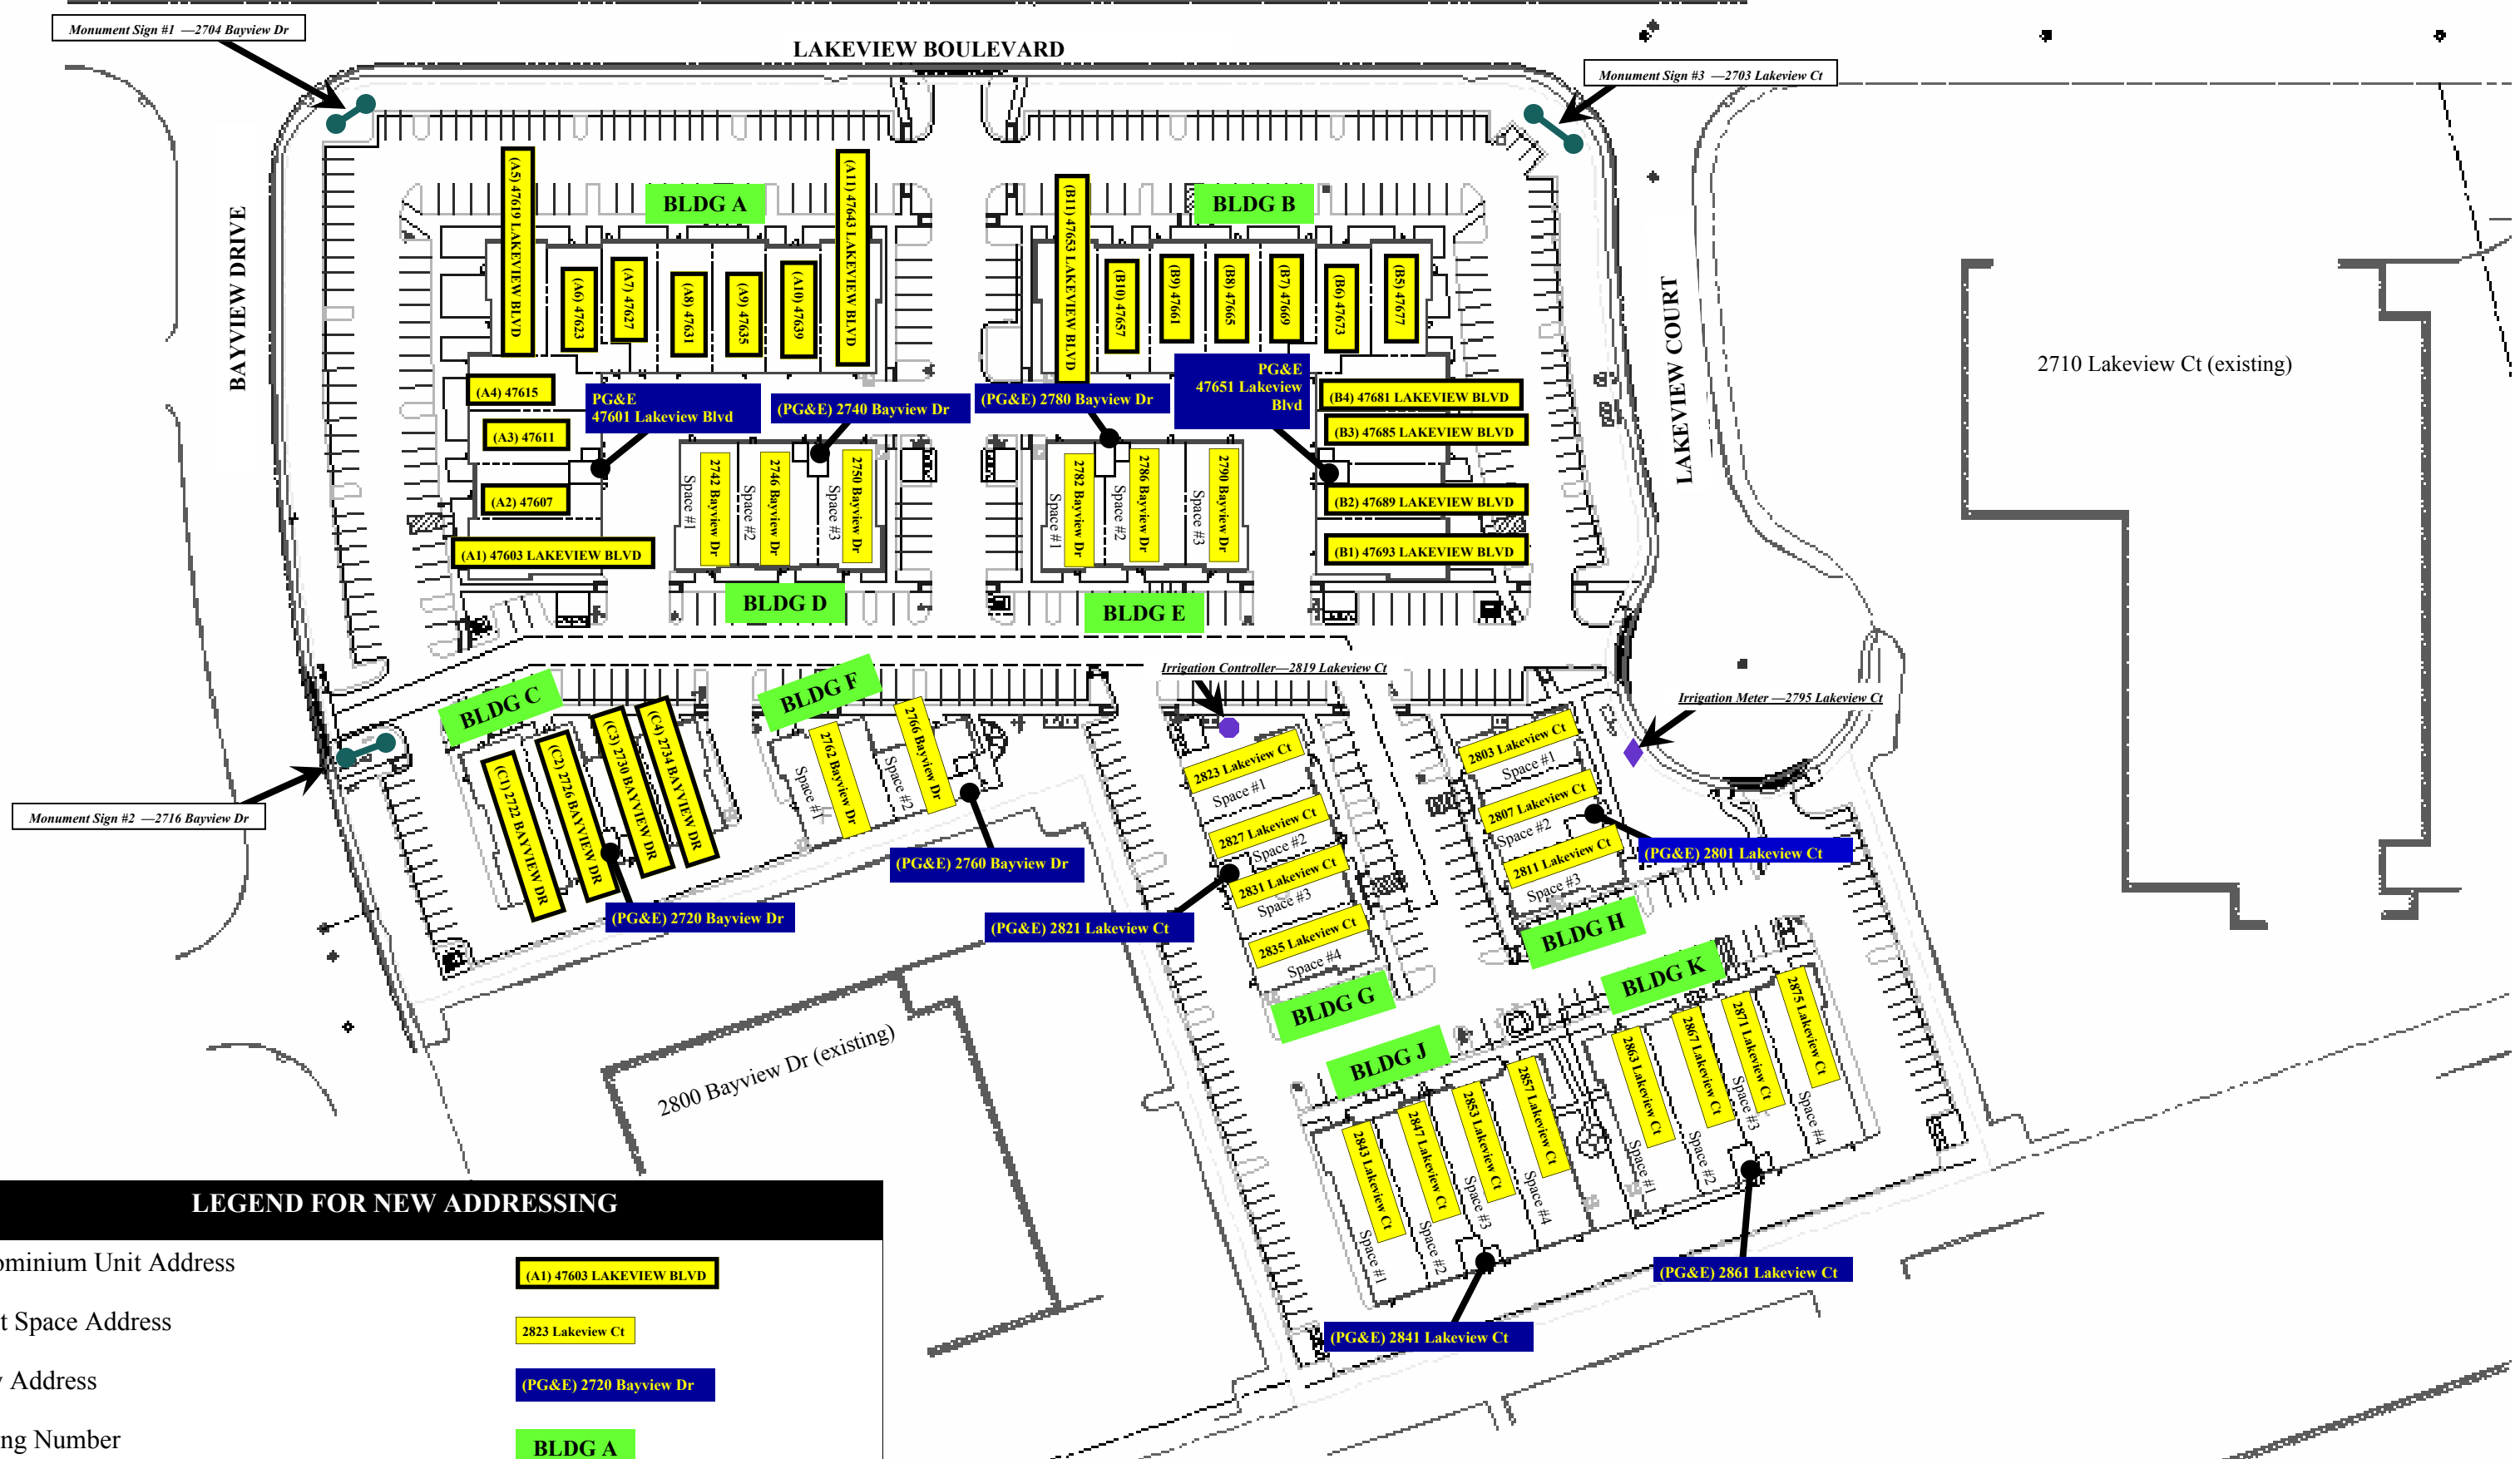 Monument Sign #1 —2704 Bayview Dr
LAKEVIEW BOULEVARD
Monument Sign #3 —2703 Lakeview Ct
BAYVIEW DRIVE
LAKEVIEW COURT
2710 Lakeview Ct (existing)
BLDG A
BLDG B
(A5) 47619 LAKEVIEW BLVD
(A6) 47623
(A7) 47627
(A8) 47631
(A9) 47635
(A10) 47639
(A11) 47643 LAKEVIEW BLVD
(B11) 47653 LAKEVIEW BLVD
(B10) 47657
(B9) 47661
(B8) 47665
(B7) 47669
(B6) 47673
(B5) 47677
(A4) 47615
(A3) 47611
(A2) 47607
(A1) 47603 LAKEVIEW BLVD
PG&E
47601 Lakeview Blvd
(PG&E) 2740 Bayview Dr
(PG&E) 2780 Bayview Dr
PG&E
47651 Lakeview
Blvd
(B4) 47681 LAKEVIEW BLVD
(B3) 47685 LAKEVIEW BLVD
(B2) 47689 LAKEVIEW BLVD
(B1) 47693 LAKEVIEW BLVD
Space #1
2742 Bayview Dr
Space #2
2746 Bayview Dr
Space #3
2750 Bayview Dr
Space #1
2782 Bayview Dr
Space #2
2786 Bayview Dr
Space #3
2790 Bayview Dr
BLDG D
BLDG E
BLDG C
BLDG F
Irrigation Controller—2819 Lakeview Ct
Irrigation Meter —2795 Lakeview Ct
Monument Sign #2 —2716 Bayview Dr
(C1) 2722 BAYVIEW DR
(C2) 2726 BAYVIEW DR
(C3) 2730 BAYVIEW DR
(C4) 2734 BAYVIEW DR
Space #1
2762 Bayview Dr
Space #2
2766 Bayview Dr
(PG&E) 2760 Bayview Dr
(PG&E) 2720 Bayview Dr
2823 Lakeview Ct
Space #1
2827 Lakeview Ct
Space #2
2831 Lakeview Ct
Space #3
2835 Lakeview Ct
Space #4
(PG&E) 2821 Lakeview Ct
2803 Lakeview Ct
Space #1
2807 Lakeview Ct
Space #2
2811 Lakeview Ct
Space #3
(PG&E) 2801 Lakeview Ct
BLDG H
BLDG G
BLDG K
BLDG J
2800 Bayview Dr (existing)
2843 Lakeview Ct
Space #1
2847 Lakeview Ct
Space #2
2853 Lakeview Ct
Space #3
2857 Lakeview Ct
Space #4
2863 Lakeview Ct
Space #1
2867 Lakeview Ct
Space #2
2871 Lakeview Ct
Space #3
2875 Lakeview Ct
Space #4
(PG&E) 2861 Lakeview Ct
(PG&E) 2841 Lakeview Ct
LEGEND FOR NEW ADDRESSING
ominium Unit Address
(A1) 47603 LAKEVIEW BLVD
t Space Address
2823 Lakeview Ct
y Address
(PG&E) 2720 Bayview Dr
ng Number
BLDG A